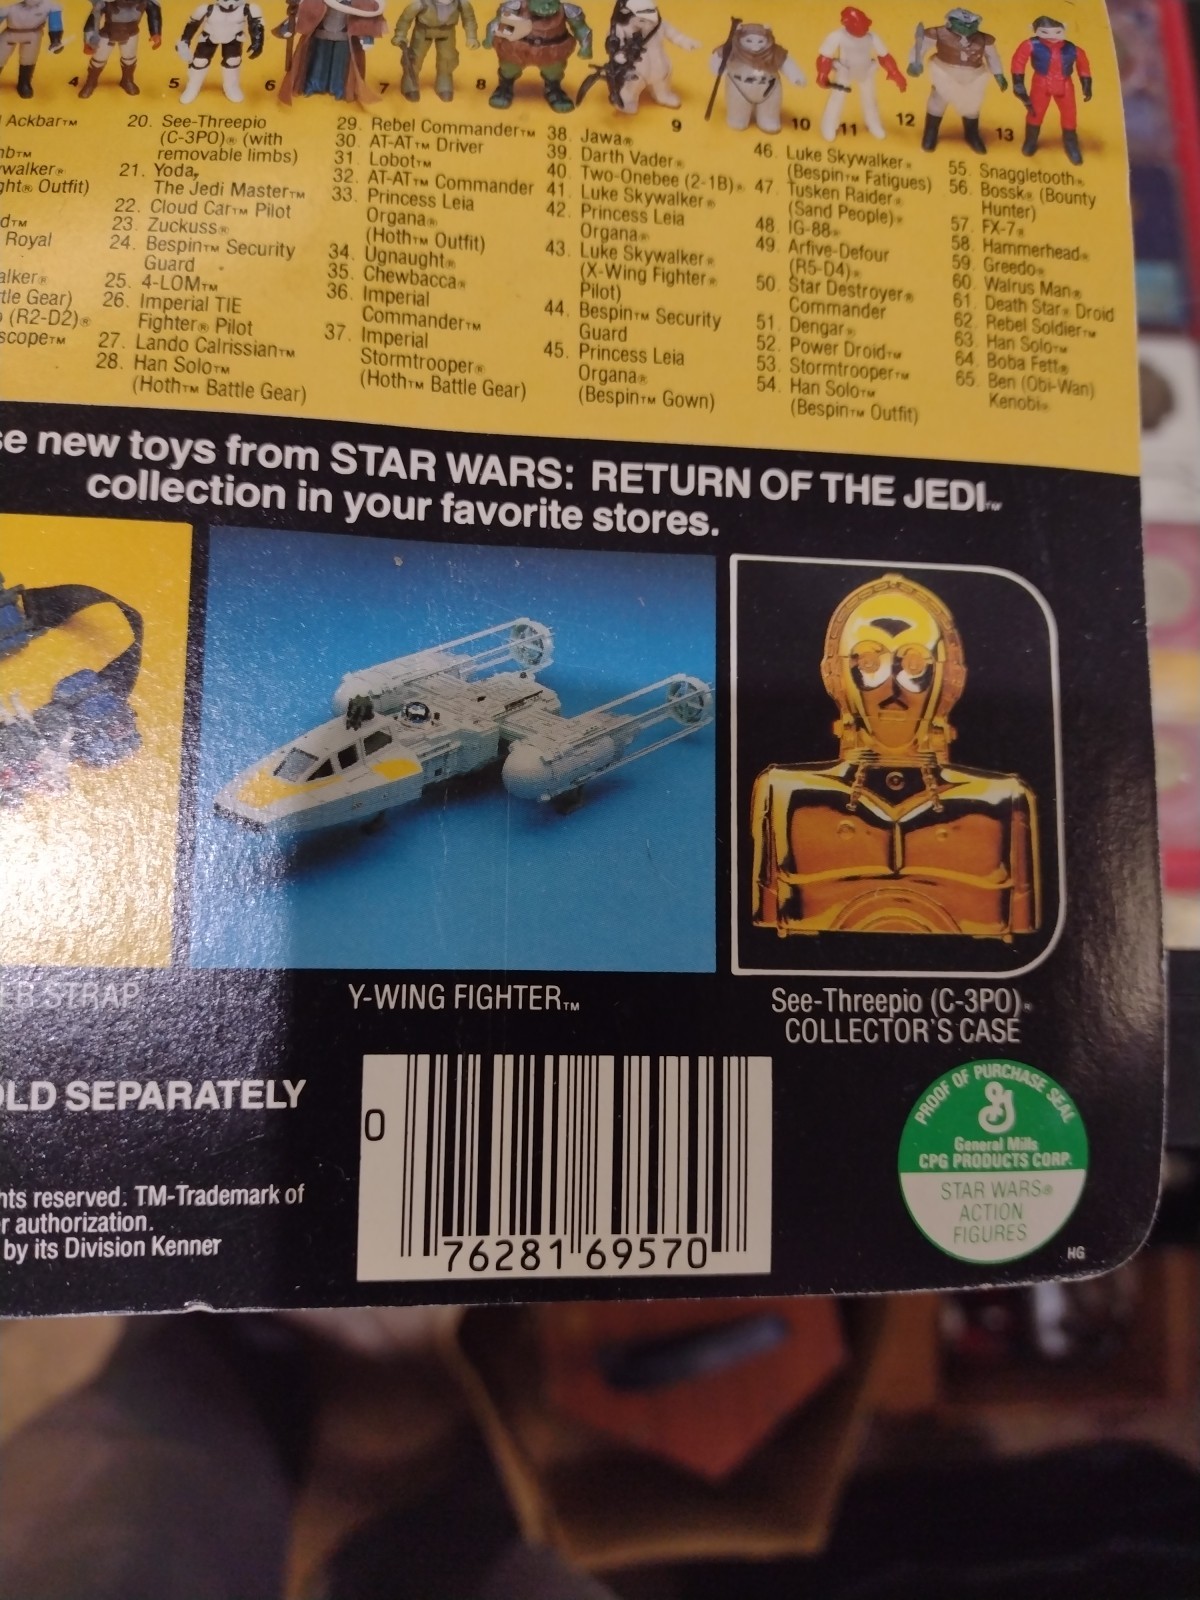 4
5
6
7
8
9
10
11
12
13
Ackbar™
walker®
ght® Outfit)
Royal
alker®
tle Gear)
(R2-D2)®
scope™
20. See-Threepio
(C-3PO)® (with
removable limbs)
21. Yoda,
The Jedi Master™
22. Cloud Car™ Pilot
23. Zuckuss®
24. Bespin™ Security
Guard
25. 4-LOM™
26. Imperial TIE
Fighter® Pilot
27. Lando Calrissian™
28. Han Solo™
(Hoth™ Battle Gear)
29. Rebel Commander™
30. AT-AT™ Driver
31. Lobot™
32. AT-AT™ Commander
33. Princess Leia
Organa®
(Hoth™ Outfit)
34. Ugnaught®
35. Chewbacca®
36. Imperial
Commander™
37. Imperial
Stormtrooper®
(Hoth™ Battle Gear)
38. Jawa®
39. Darth Vader®
40. Two-Onebee (2-1B)®
41. Luke Skywalker®
42. Princess Leia
Organa®
43. Luke Skywalker®
(X-Wing Fighter®
Pilot)
44. Bespin™ Security
Guard
45. Princess Leia
Organa®
(Bespin™ Gown)
46. Luke Skywalker®
(Bespin™ Fatigues)
47. Tusken Raider®
(Sand People)®
48. IG-88®
49. Arfive-Defour
(R5-D4)®
50. Star Destroyer®
Commander
51. Dengar®
52. Power Droid™
53. Stormtrooper™
54. Han Solo™
(Bespin™ Outfit)
55. Snaggletooth®
56. Bossk® (Bounty
Hunter)
57. FX-7®
58. Hammerhead®
59. Greedo®
60. Walrus Man®
61. Death Star® Droid
62. Rebel Soldier™
63. Han Solo™
64. Boba Fett®
65. Ben (Obi-Wan)
Kenobi®
se new toys from STAR WARS: RETURN OF THE JEDI™
collection in your favorite stores.
ER STRAP
Y-WING FIGHTER™
See-Threepio (C-3PO)®
COLLECTOR'S CASE
OLD SEPARATELY
hts reserved. TM-Trademark of
r authorization.
by its Division Kenner
0
76281 69570
PROOF OF PURCHASE SEAL
G
General Mills
CPG PRODUCTS CORP.
STAR WARS®
ACTION
FIGURES
HG